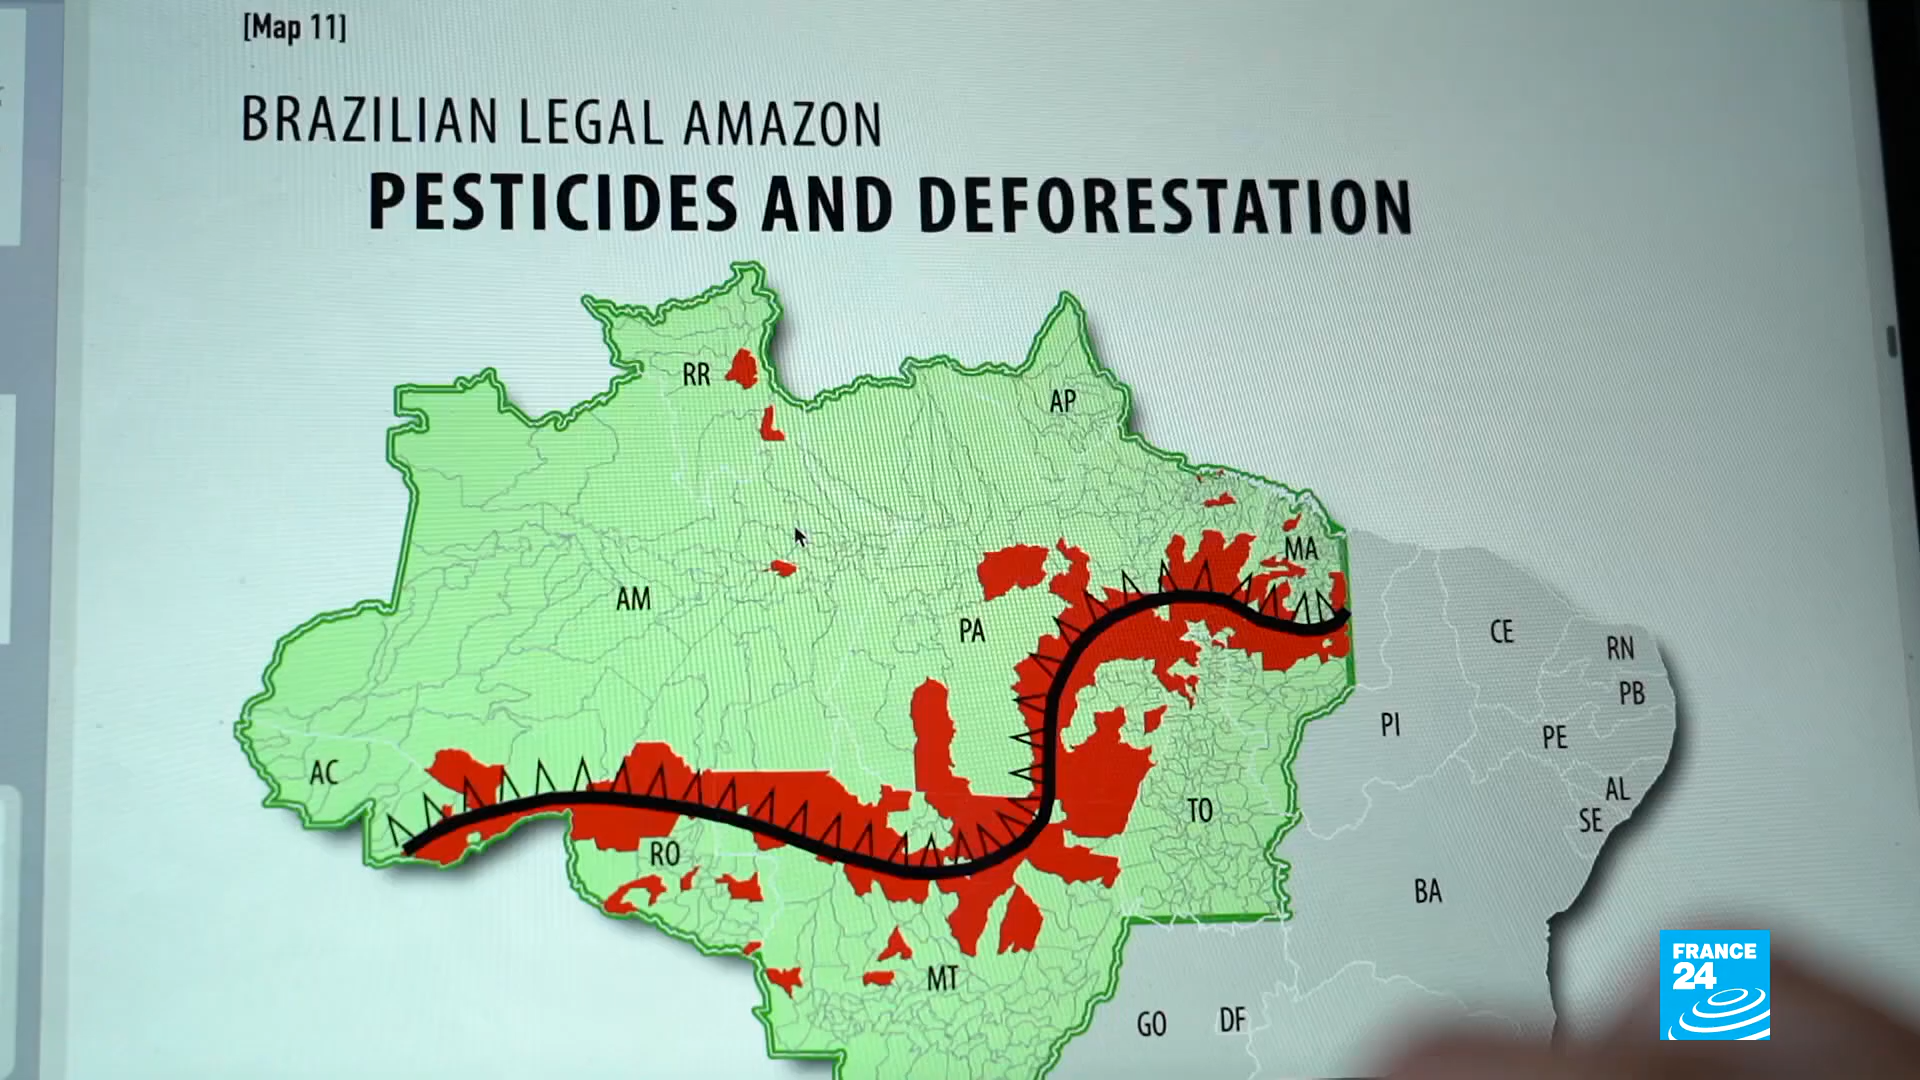 [Map 11]
BRAZILIAN LEGAL AMAZON
PESTICIDES AND DEFORESTATION
RR
AP
MA
AM
PA
CE
RN
PB
PI
PE
AC
AL
TO
SE
RO
BA
MT
GO
DF
FRANCE
24